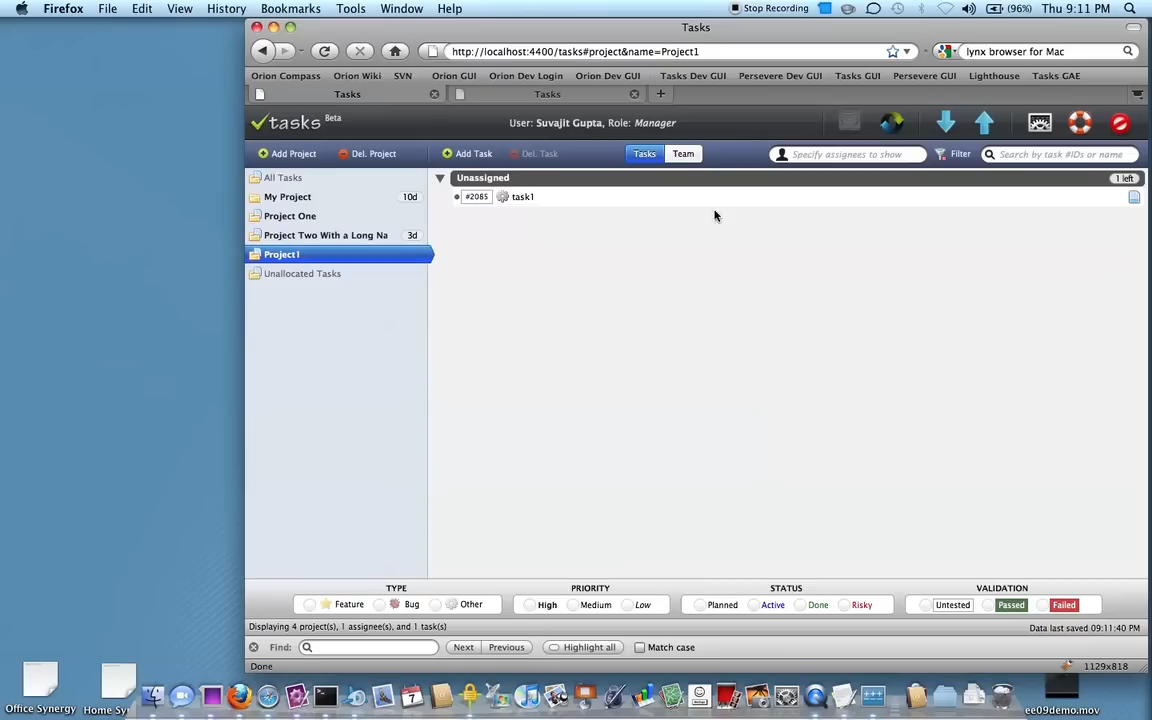 Firefox File Edit View History Bookmarks Tools Window Help Stop Recording (96%) Thu 9:11 PM
Tasks
http://localhost:4400/tasks#project&name=Project1 lynx browser for Mac
Orion Compass Orion Wiki SVN Orion GUI Orion Dev Login Orion Dev GUI Tasks Dev GUI Persevere Dev GUI Tasks GUI Persevere GUI Lighthouse Tasks GAE
Tasks Tasks
tasks Beta User: Suvajit Gupta, Role: Manager
Add Project Del. Project Add Task Del. Task Tasks Team Specify assignees to show Filter Search by task #IDs or name
All Tasks Unassigned 1 left
My Project 10d #2085 task1
Project One
Project Two With a Long Na 3d
Project1
Unallocated Tasks
TYPE PRIORITY STATUS VALIDATION
Feature Bug Other High Medium Low Planned Active Done Risky Untested Passed Failed
Displaying 4 project(s), 1 assignee(s), and 1 task(s) Data last saved 09:11:40 PM
Find: Next Previous Highlight all Match case
Done 1129x818
7
Office Synergy Home Sy ee09demo.mov